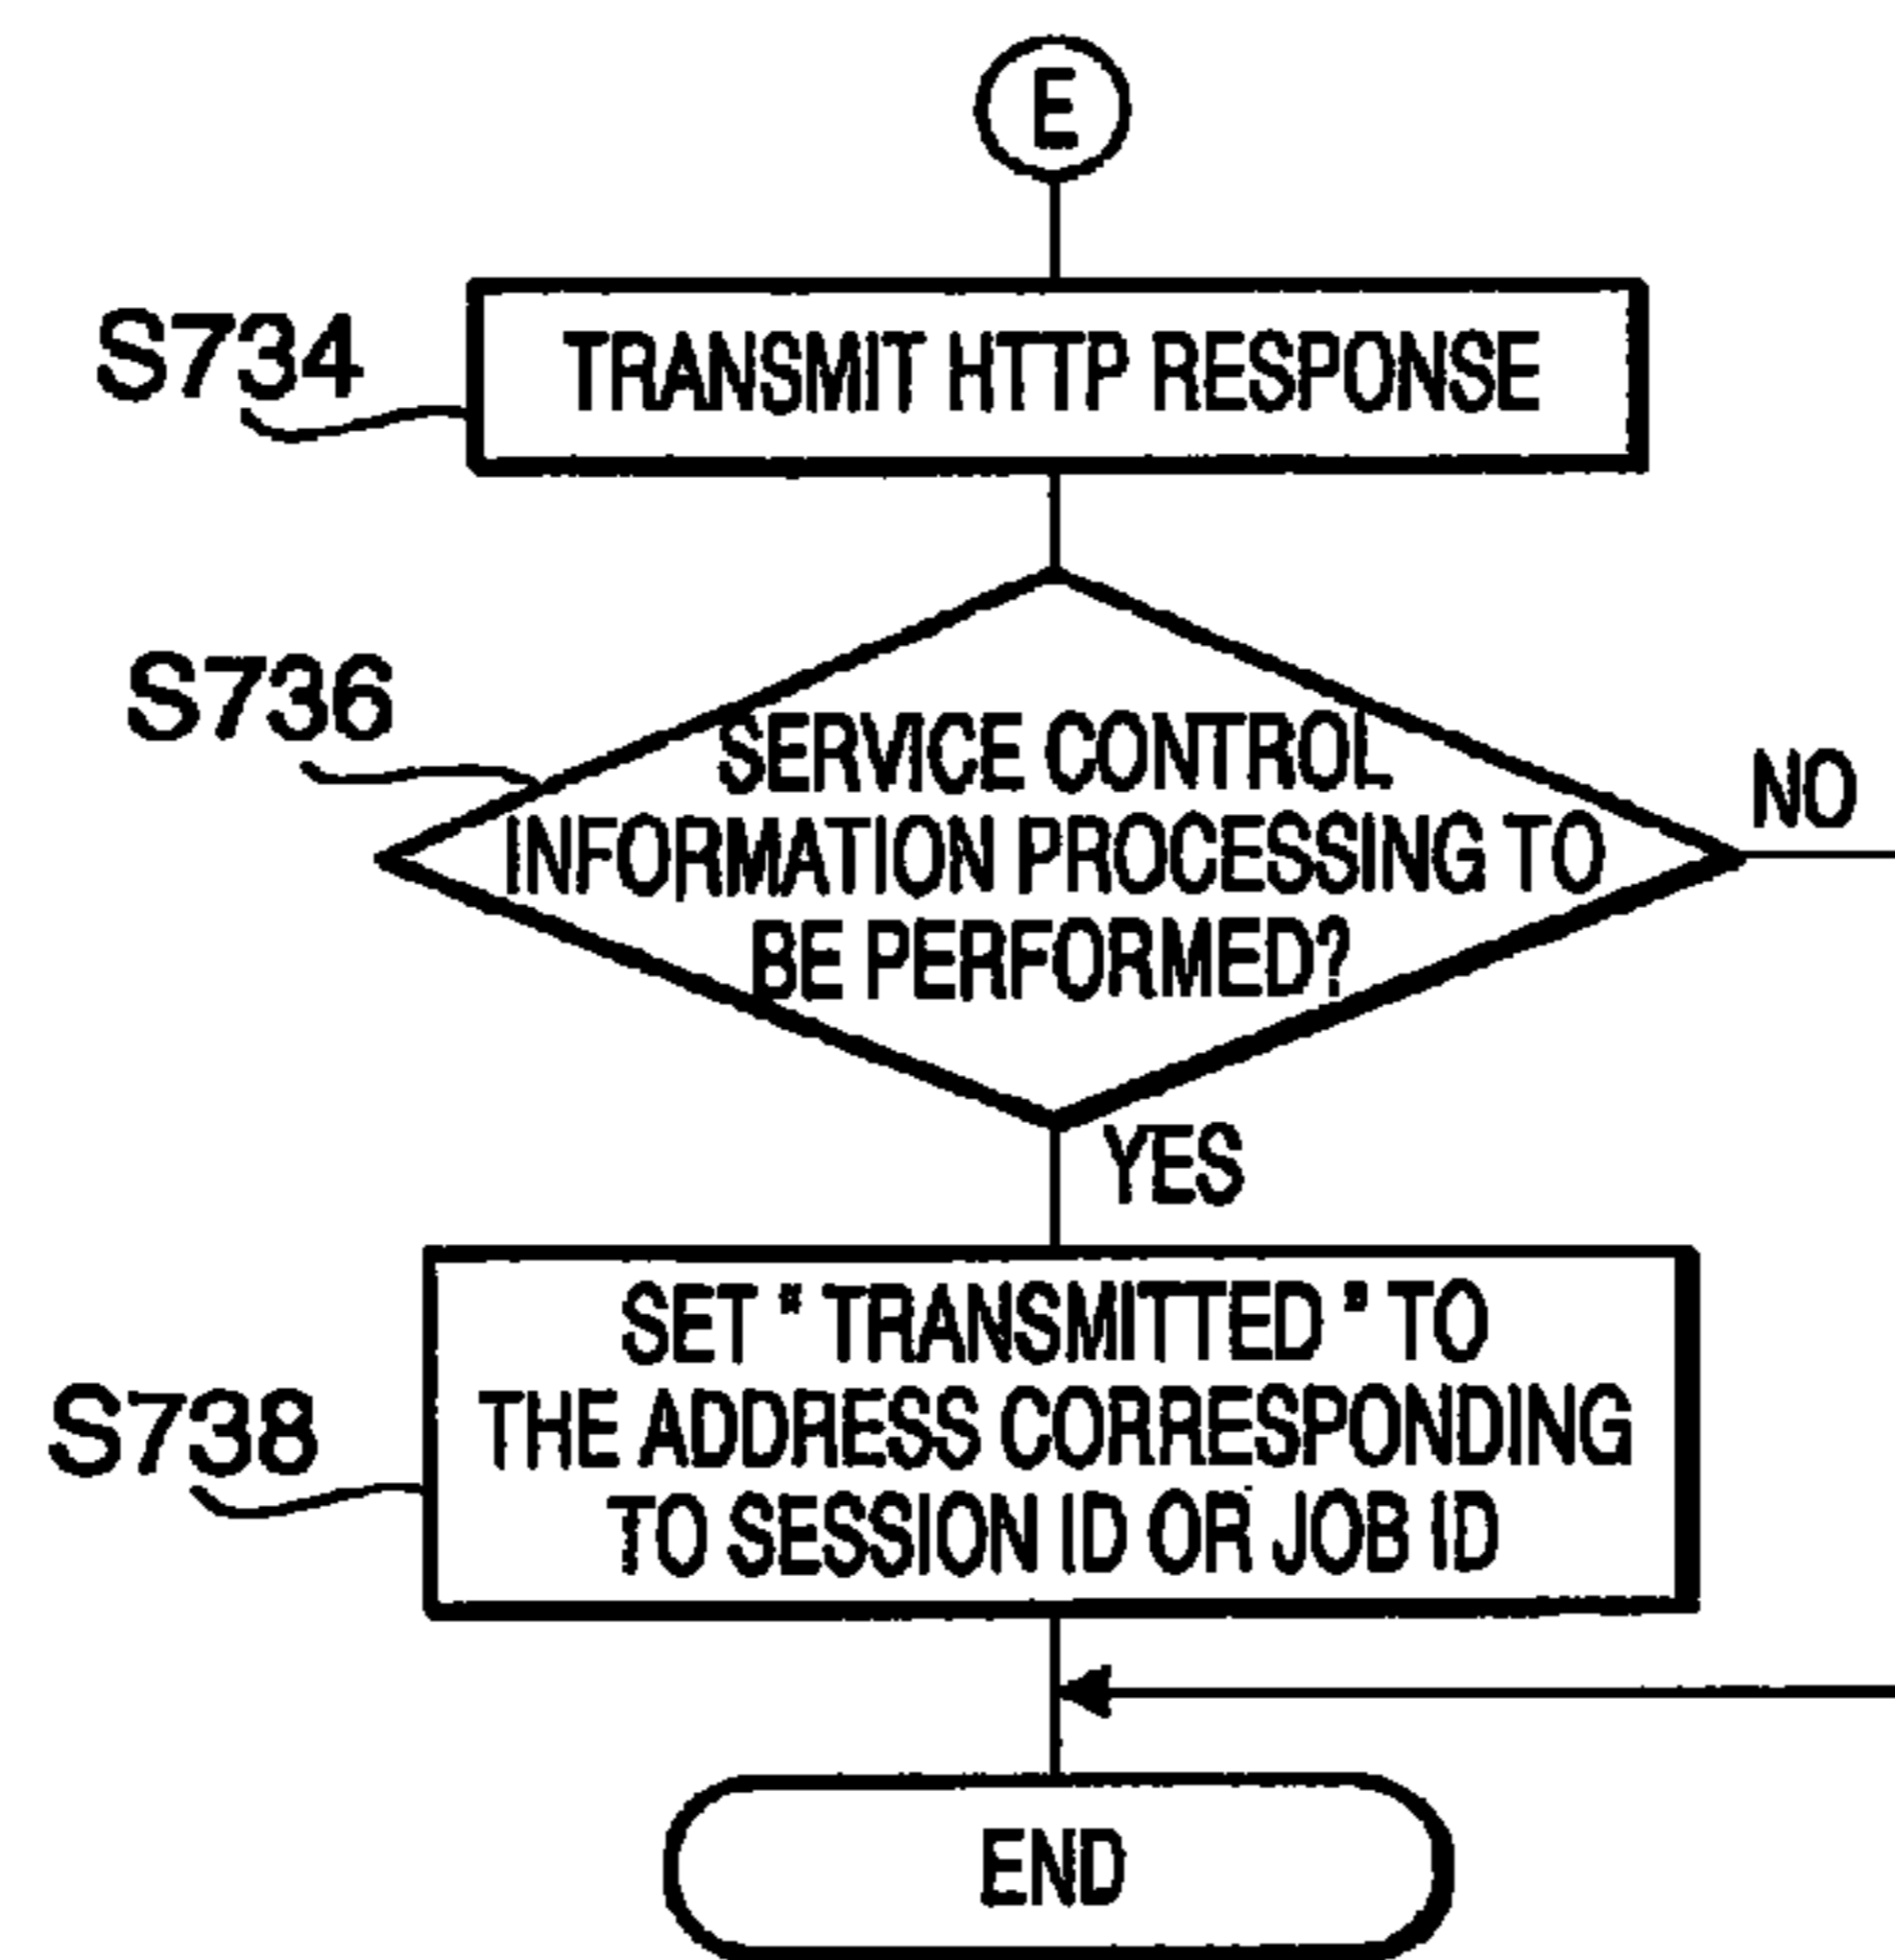 E
S734
TRANSMIT HTTP RESPONSE
S736
SERVICE CONTROL
INFORMATION PROCESSING TO
BE PERFORMED?
NO
YES
S738
SET "TRANSMITTED" TO
THE ADDRESS CORRESPONDING
TO SESSION ID OR JOB ID
END